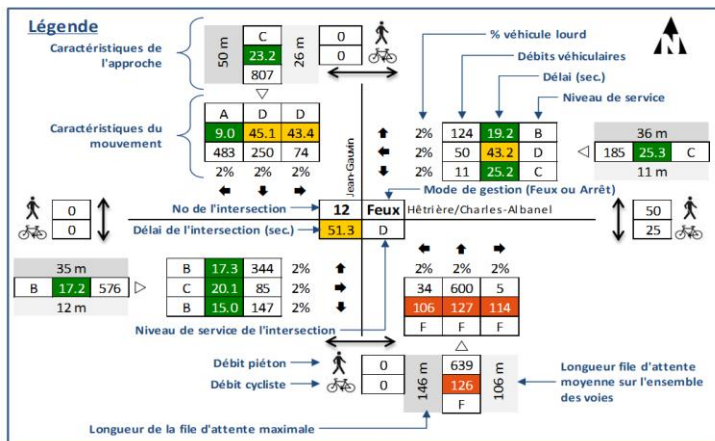 Légende
Caractéristiques de l'approche
50 m
C
23.2
807
26 m
0
0
% véhicule lourd
Débits véhiculaires
Délai (sec.)
Niveau de service
N
Caractéristiques du mouvement
A D D
9.0 45.1 43.4
483 250 74
2% 2% 2%
Jean-Gauvin
2% 124 19.2 B
2% 50 43.2 D
2% 11 25.2 C
36 m
185 25.3 C
11 m
Mode de gestion (Feux ou Arrêt)
No de l'intersection
12 Feux
Hêtrière/Charles-Albanel
Délai de l'intersection (sec.)
51.3 D
0
0
50
25
35 m
B 17.2 576
12 m
B 17.3 344 2%
C 20.1 85 2%
B 15.0 147 2%
2% 2% 2%
34 600 5
106 127 114
F F F
Niveau de service de l'intersection
Débit piéton
0
Débit cycliste
0
146 m
639
126
F
106 m
Longueur file d'attente
moyenne sur l'ensemble
des voies
Longueur de la file d'attente maximale